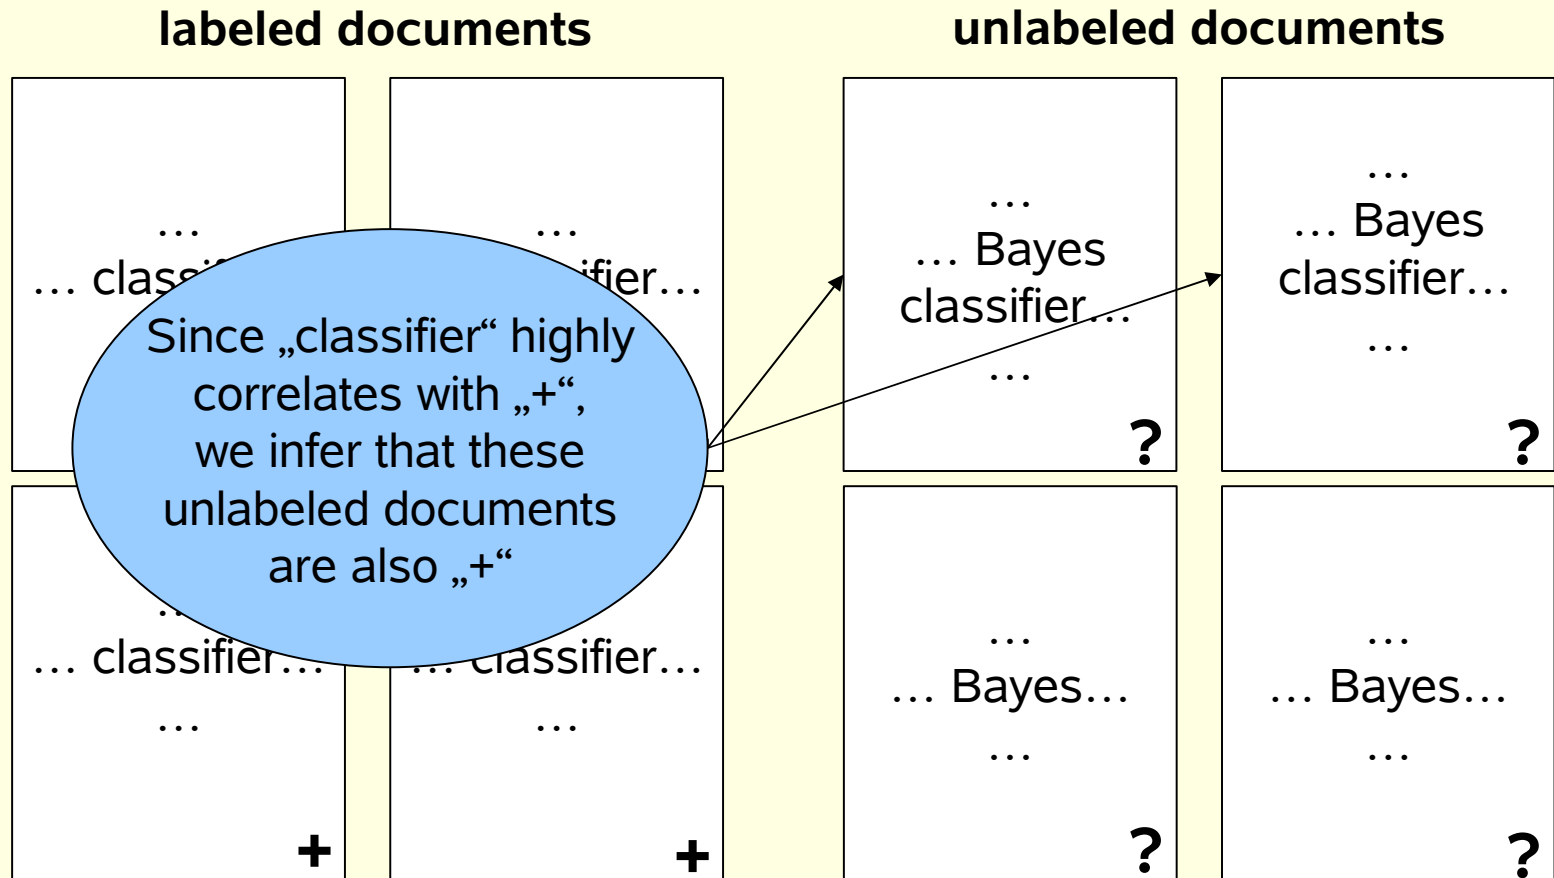 labeled documents
unlabeled documents
…
… class
…
ifier…
Since „classifier“ highly
correlates with „+“,
we infer that these
unlabeled documents
are also „+“
… classifier…
…
+
… classifier…
…
+
…
… Bayes
classifier…
…
?
…
… Bayes
classifier…
…
?
…
… Bayes…
…
?
…
… Bayes…
…
?